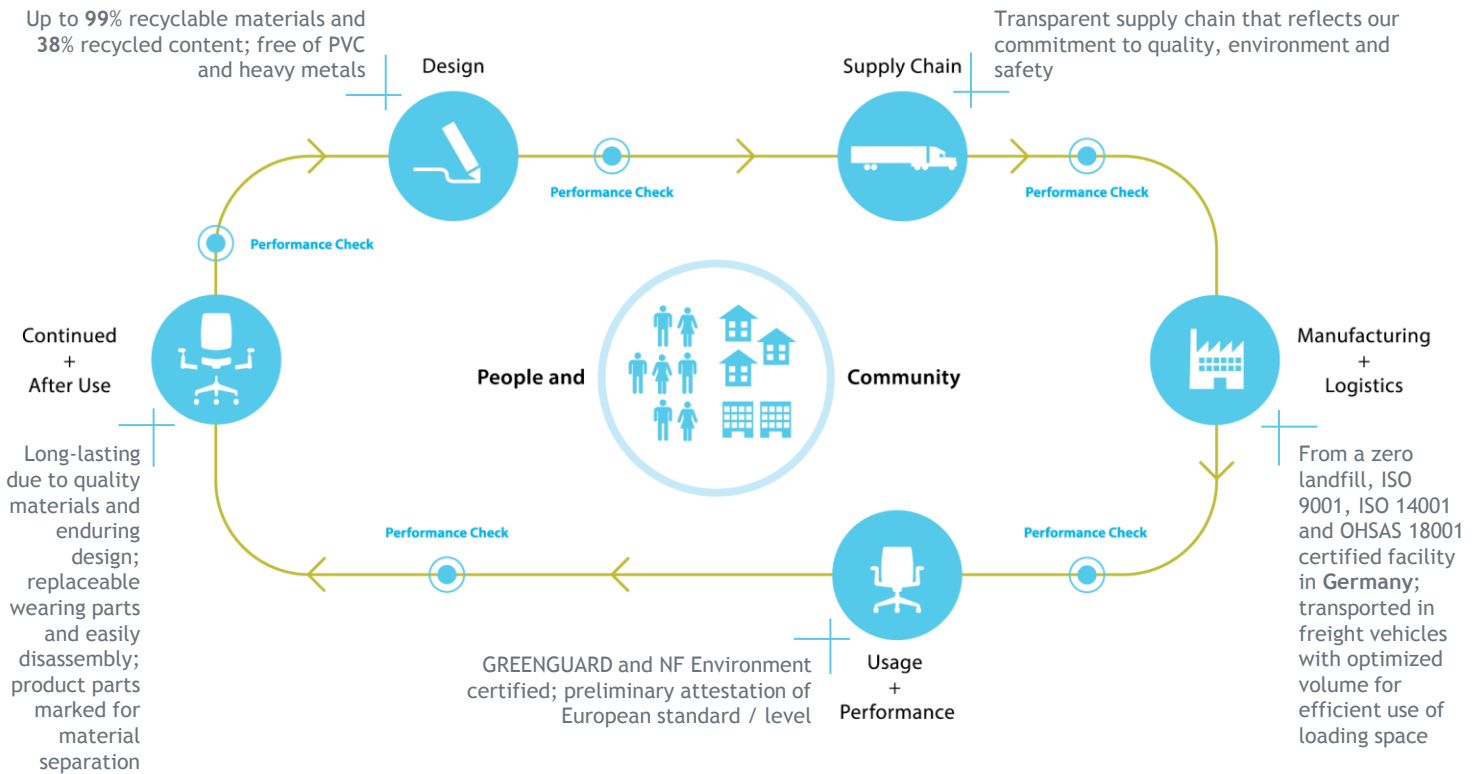 Up to 99% recyclable materials and
38% recycled content; free of PVC
and heavy metals
Design
Supply Chain
Transparent supply chain that reflects our
commitment to quality, environment and
safety
Performance Check
Performance Check
Performance Check
Continued
+
After Use
People and
Community
Manufacturing
+
Logistics
Long-lasting
due to quality
materials and
enduring
design;
replaceable
wearing parts
and easily
disassembly;
product parts
marked for
material
separation
From a zero
landfill, ISO
9001, ISO 14001
and OHSAS 18001
certified facility
in Germany;
transported in
freight vehicles
with optimized
volume for
efficient use of
loading space
Performance Check
Performance Check
GREENGUARD and NF Environment
certified; preliminary attestation of
European standard / level
Usage
+
Performance